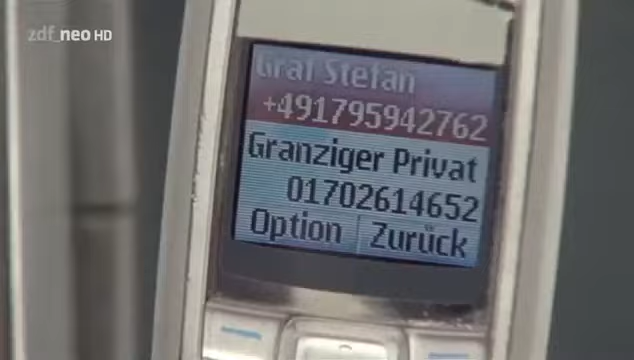 zdf_neo HD
Graf Stefan
+491795942762
Granziger Privat
01702614652
Option Zurück